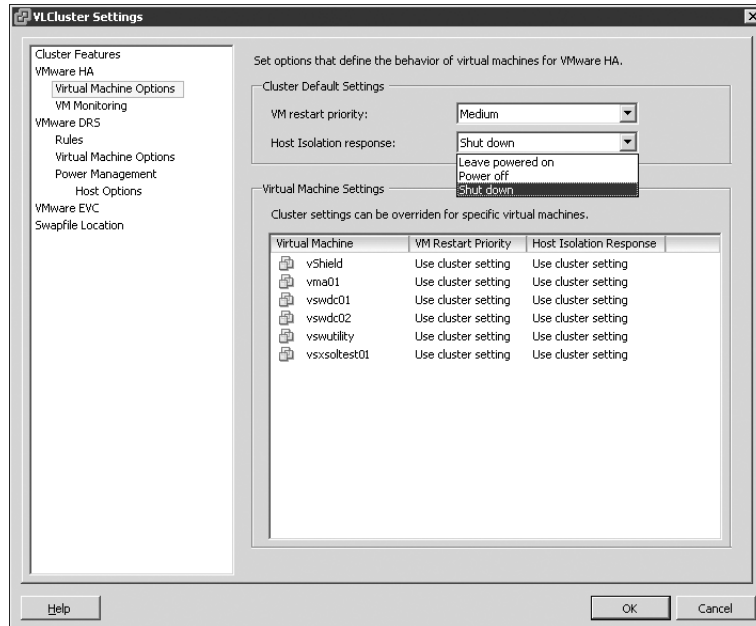 VLCluster Settings
Cluster Features
VMware HA
Virtual Machine Options
VM Monitoring
VMware DRS
Rules
Virtual Machine Options
Power Management
Host Options
VMware EVC
Swapfile Location
Set options that define the behavior of virtual machines for VMware HA.
Cluster Default Settings
VM restart priority: Medium
Host Isolation response: Shut down
Leave powered on
Power off
Shut down
Virtual Machine Settings
Cluster settings can be overriden for specific virtual machines.
Virtual Machine VM Restart Priority Host Isolation Response
vShield Use cluster setting Use cluster setting
vma01 Use cluster setting Use cluster setting
vswdc01 Use cluster setting Use cluster setting
vswdc02 Use cluster setting Use cluster setting
vswutility Use cluster setting Use cluster setting
vsxsoltest01 Use cluster setting Use cluster setting
Help OK Cancel